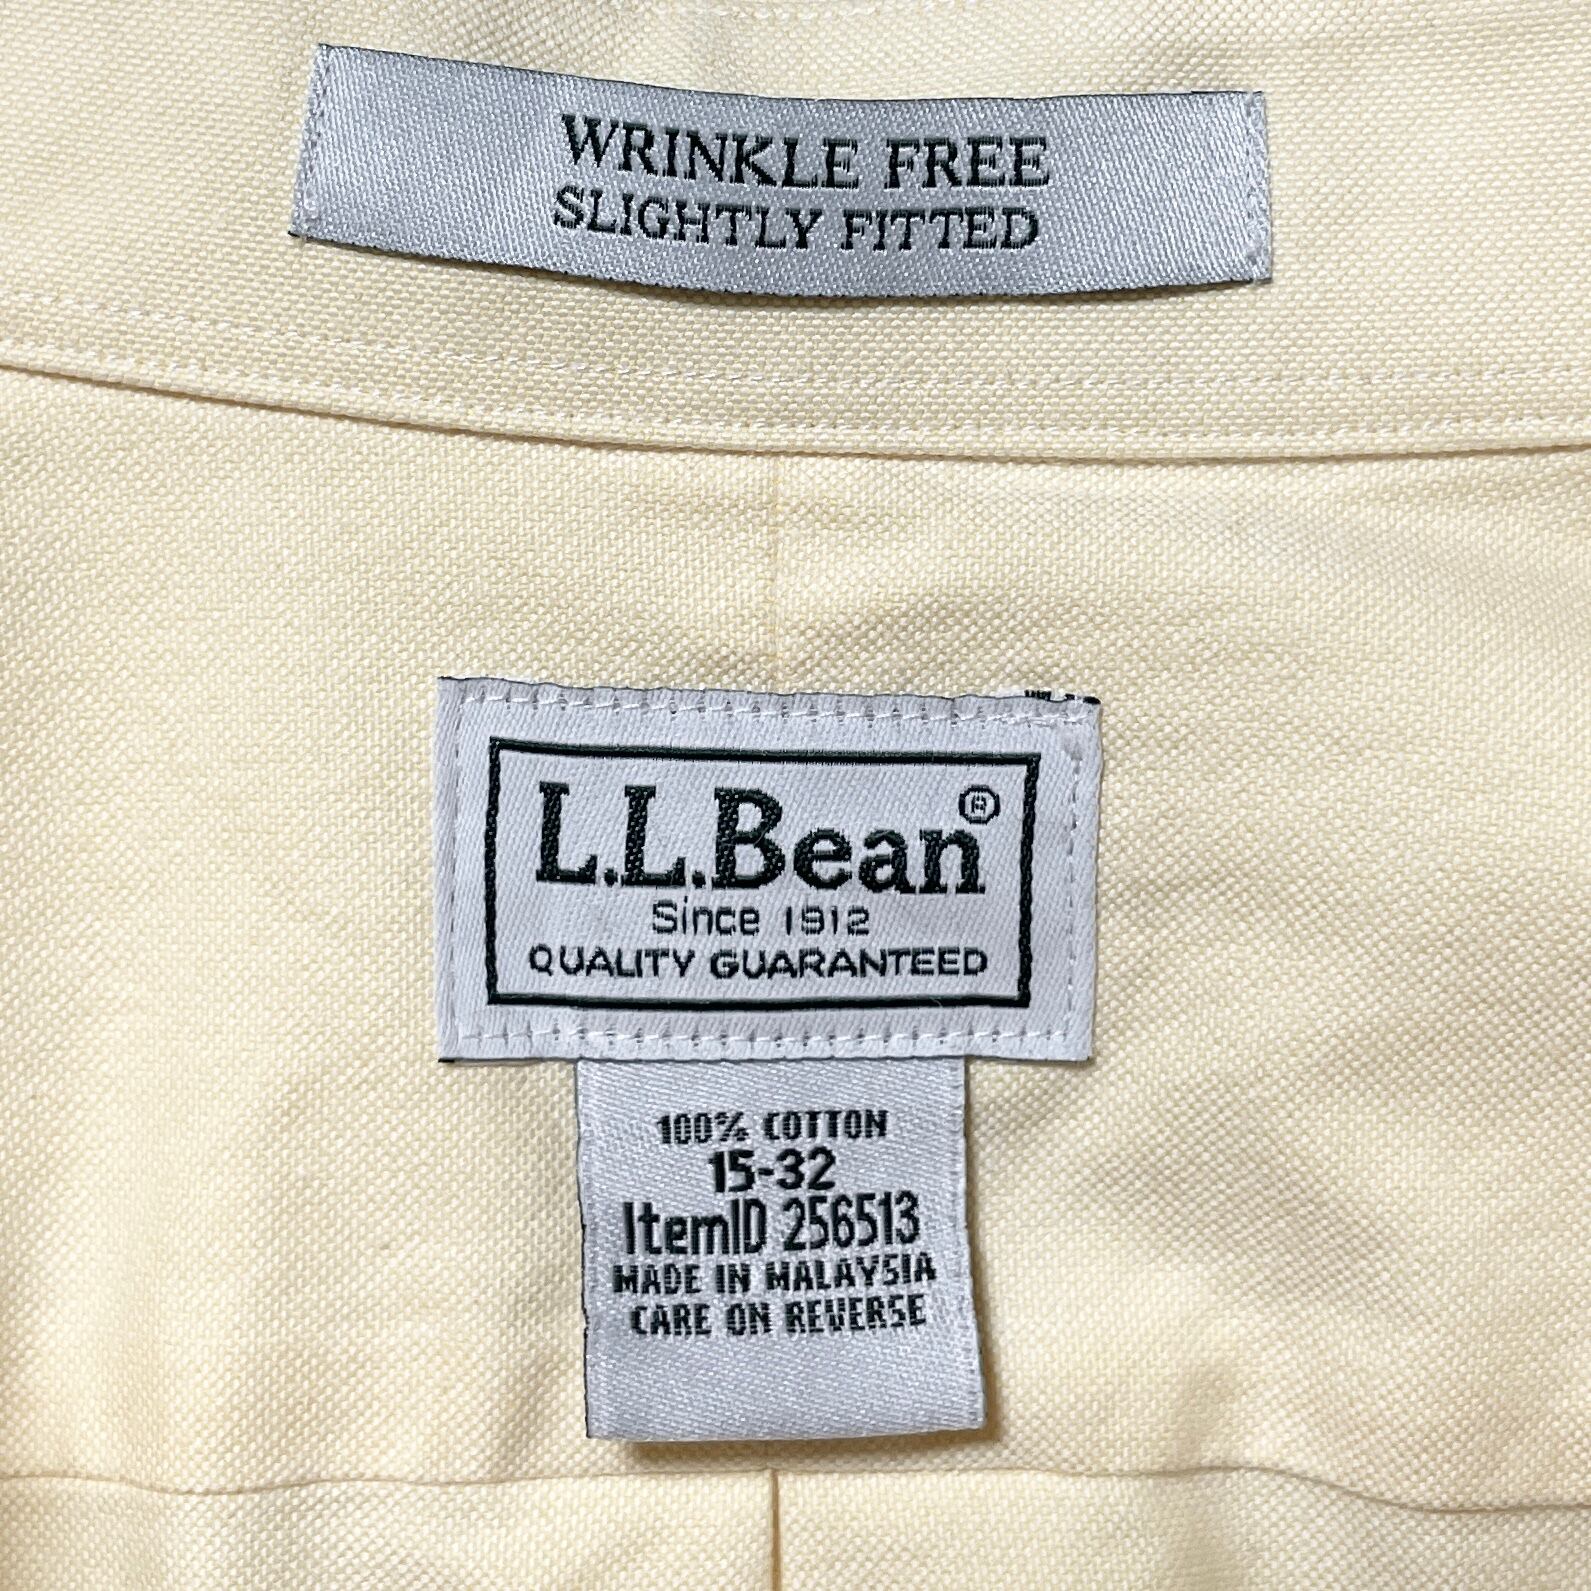 WRINKLE FREE
SLIGHTLY FITTED
L.L.Bean®
Since 1912
QUALITY GUARANTEED
100% COTTON
15-32
ItemID 256513
MADE IN MALAYSIA
CARE ON REVERSE